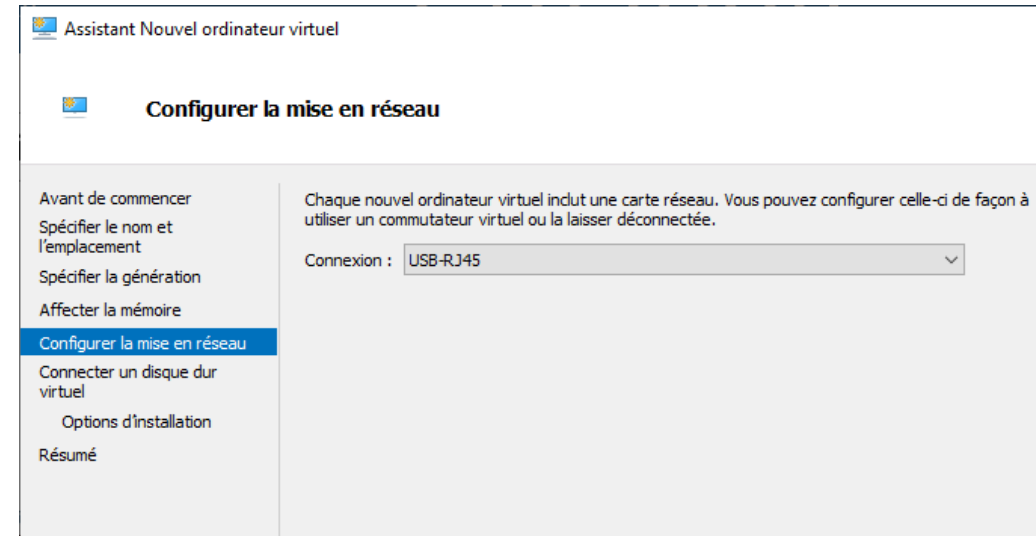 Assistant Nouvel ordinateur virtuel
Configurer la mise en réseau
Avant de commencer
Spécifier le nom et
l'emplacement
Spécifier la génération
Affecter la mémoire
Configurer la mise en réseau
Connecter un disque dur
virtuel
Options d'installation
Résumé
Chaque nouvel ordinateur virtuel inclut une carte réseau. Vous pouvez configurer celle-ci de façon à
utiliser un commutateur virtuel ou la laisser déconnectée.
Connexion : USB-RJ45